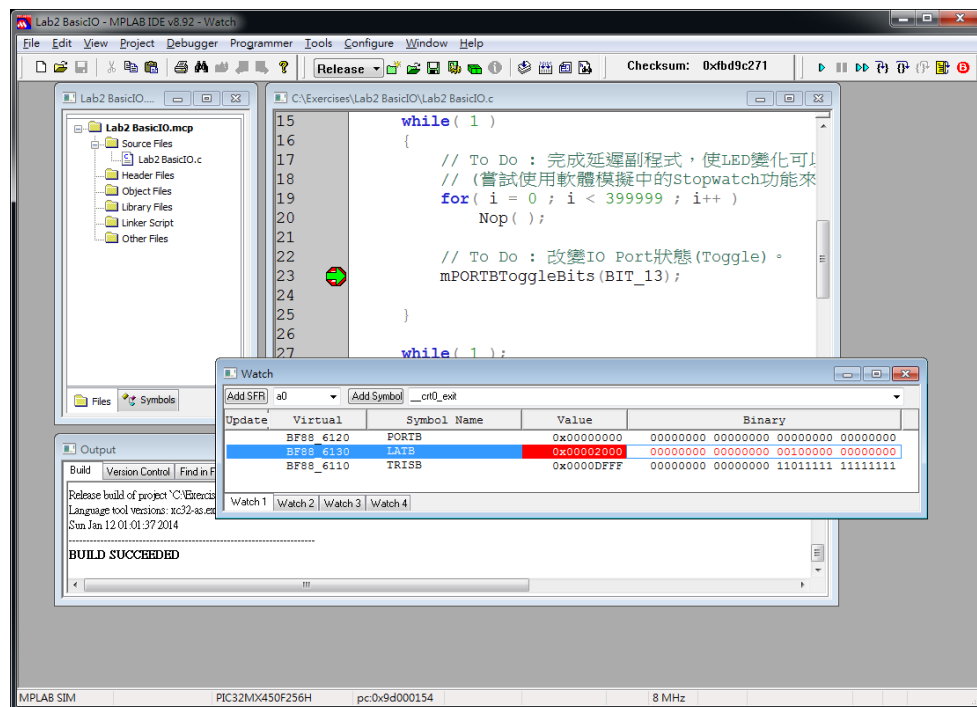 Lab2 BasicIO - MPLAB IDE v8.92 - Watch
File Edit View Project Debugger Programmer Tools Configure Window Help
Release Checksum: 0xfbd9c271
Lab2 BasicIO....
Lab2 BasicIO.mcp
Source Files
Lab2 BasicIO.c
Header Files
Object Files
Library Files
Linker Script
Other Files
Files Symbols
C:\Exercises\Lab2 BasicIO\Lab2 BasicIO.c
15 while( 1 )
16 {
17 // To Do : 完成延遲副程式，使LED變化可以
18 // (嘗試使用軟體模擬中的Stopwatch功能來
19 for( i = 0 ; i < 399999 ; i++ )
20 Nop( );
21
22 // To Do : 改變IO Port狀態(Toggle)。
23 mPORTBToggleBits(BIT_13);
24
25 }
26
27 while( 1 );
Watch
Add SFR a0 Add Symbol __crt0_exit
Update Virtual Symbol Name Value Binary
BF88_6120 PORTB 0x00000000 00000000 00000000 00000000 00000000
BF88_6130 LATB 0x00002000 00000000 00000000 00100000 00000000
BF88_6110 TRISB 0x0000DFFF 00000000 00000000 11011111 11111111
Watch 1 Watch 2 Watch 3 Watch 4
Output
Build Version Control Find in F
Release build of project `C:\Exercis
Language tool versions: xc32-as.ex
Sun Jan 12 01:01:37 2014
BUILD SUCCEEDED
MPLAB SIM PIC32MX450F256H pc:0x9d000154 8 MHz